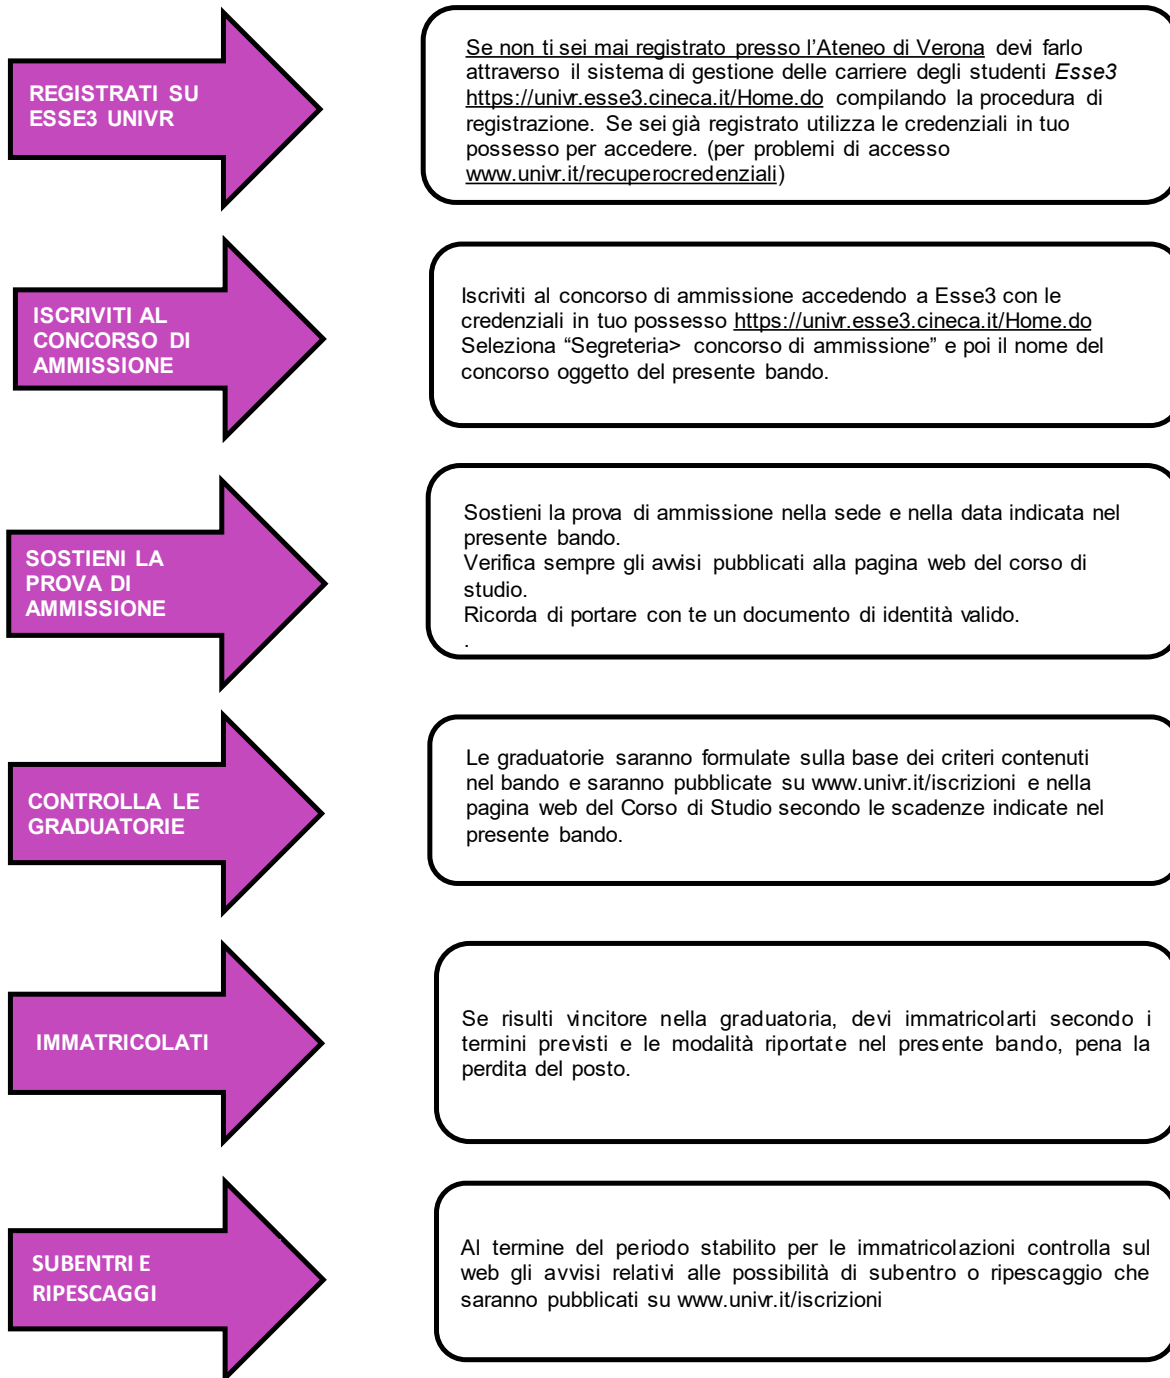 REGISTRATI SU
ESSE3 UNIVR
Se non ti sei mai registrato presso l'Ateneo di Verona devi farlo
attraverso il sistema di gestione delle carriere degli studenti Esse3
https://univr.esse3.cineca.it/Home.do compilando la procedura di
registrazione. Se sei già registrato utilizza le credenziali in tuo
possesso per accedere. (per problemi di accesso
www.univr.it/recuperocredenziali)
ISCRIVITI AL
CONCORSO DI
AMMISSIONE
Iscriviti al concorso di ammissione accedendo a Esse3 con le
credenziali in tuo possesso https://univr.esse3.cineca.it/Home.do
Seleziona “Segreteria> concorso di ammissione” e poi il nome del
concorso oggetto del presente bando.
SOSTIENI LA
PROVA DI
AMMISSIONE
Sostieni la prova di ammissione nella sede e nella data indicata nel
presente bando.
Verifica sempre gli avvisi pubblicati alla pagina web del corso di
studio.
Ricorda di portare con te un documento di identità valido.
.
CONTROLLA LE
GRADUATORIE
Le graduatorie saranno formulate sulla base dei criteri contenuti
nel bando e saranno pubblicate su www.univr.it/iscrizioni e nella
pagina web del Corso di Studio secondo le scadenze indicate nel
presente bando.
IMMATRICOLATI
Se risulti vincitore nella graduatoria, devi immatricolarti secondo i
termini previsti e le modalità riportate nel presente bando, pena la
perdita del posto.
SUBENTRI E
RIPESCAGGI
Al termine del periodo stabilito per le immatricolazioni controlla sul
web gli avvisi relativi alle possibilità di subentro o ripescaggio che
saranno pubblicati su www.univr.it/iscrizioni